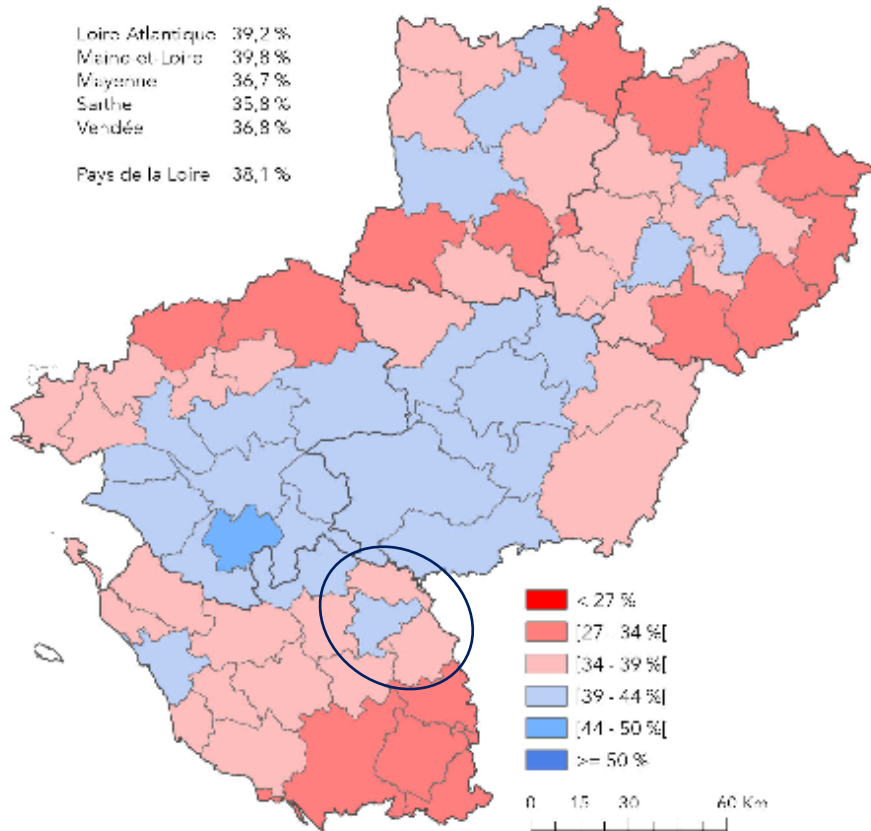 Loire Atlantique 39,2 %
Maine-et-Loire 39,8 %
Mayenne 36,7 %
Sarthe 35,8 %
Vendée 36,8 %
Pays de la Loire 38,1 %
< 27 %
[27 - 34 %[
[34 - 39 %[
[39 - 44 %[
[44 - 50 %[
>= 50 %
0 15 30 60 Km